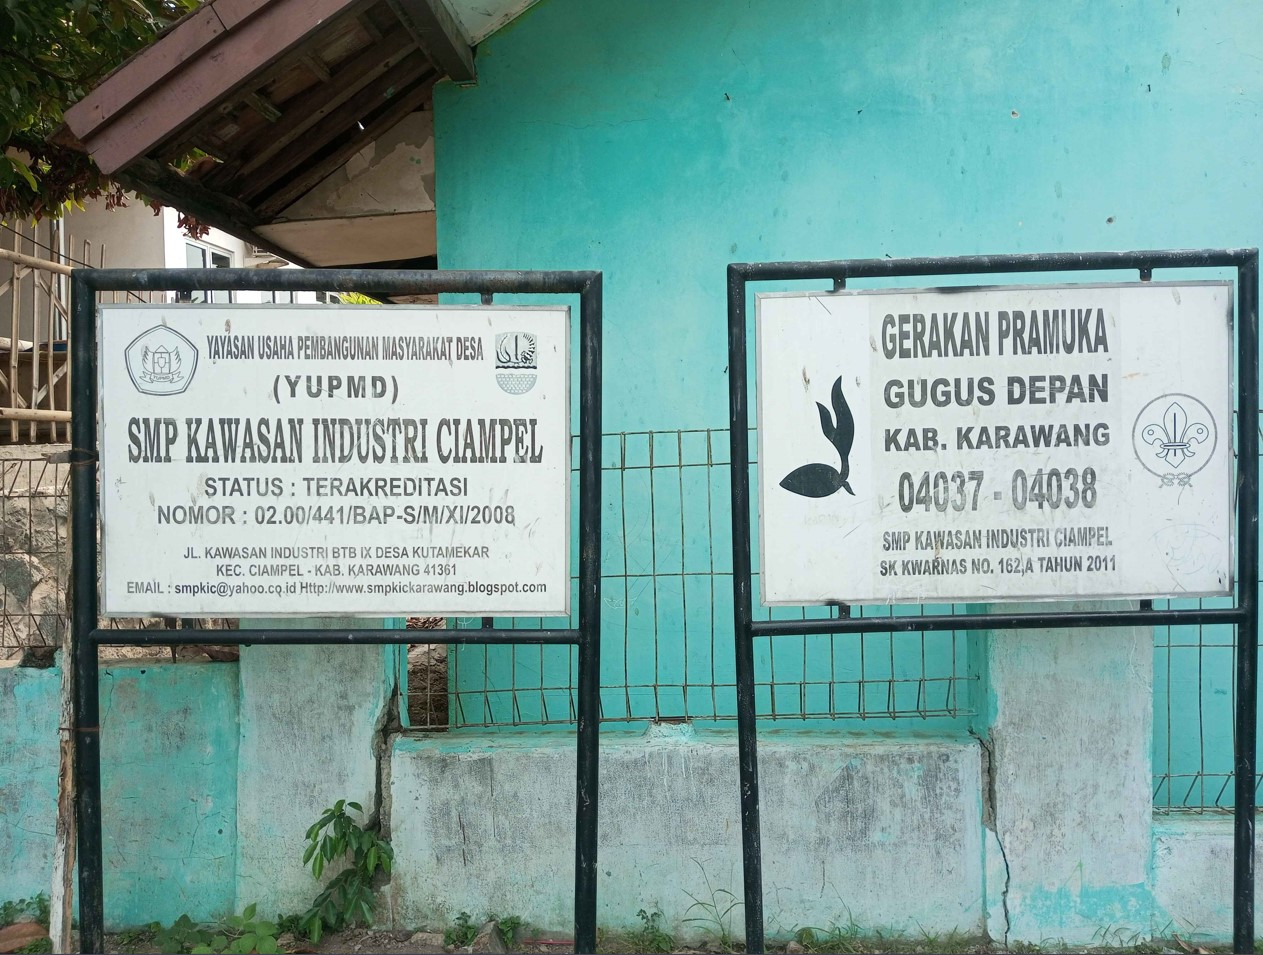 YAYASAN USAHA PEMBANGUNAN MASYARAKAT DESA
(YUPMD)
SMP KAWASAN INDUSTRI CIAMPEL
STATUS : TERAKREDITASI
NOMOR : 02.00/441/BAP-S/M/XI/2008
JL. KAWASAN INDUSTRI BTB IX DESA KUTAMEKAR
KEC. CIAMPEL - KAB. KARAWANG 41361
EMAIL : smpkic@yahoo.co.id Http://www.smpkickarawang.blogspot.com
GERAKAN PRAMUKA
GUGUS DEPAN
KAB. KARAWANG
04037 - 04038
SMP KAWASAN INDUSTRI CIAMPEL
SK KWARNAS NO. 162,A TAHUN 2011